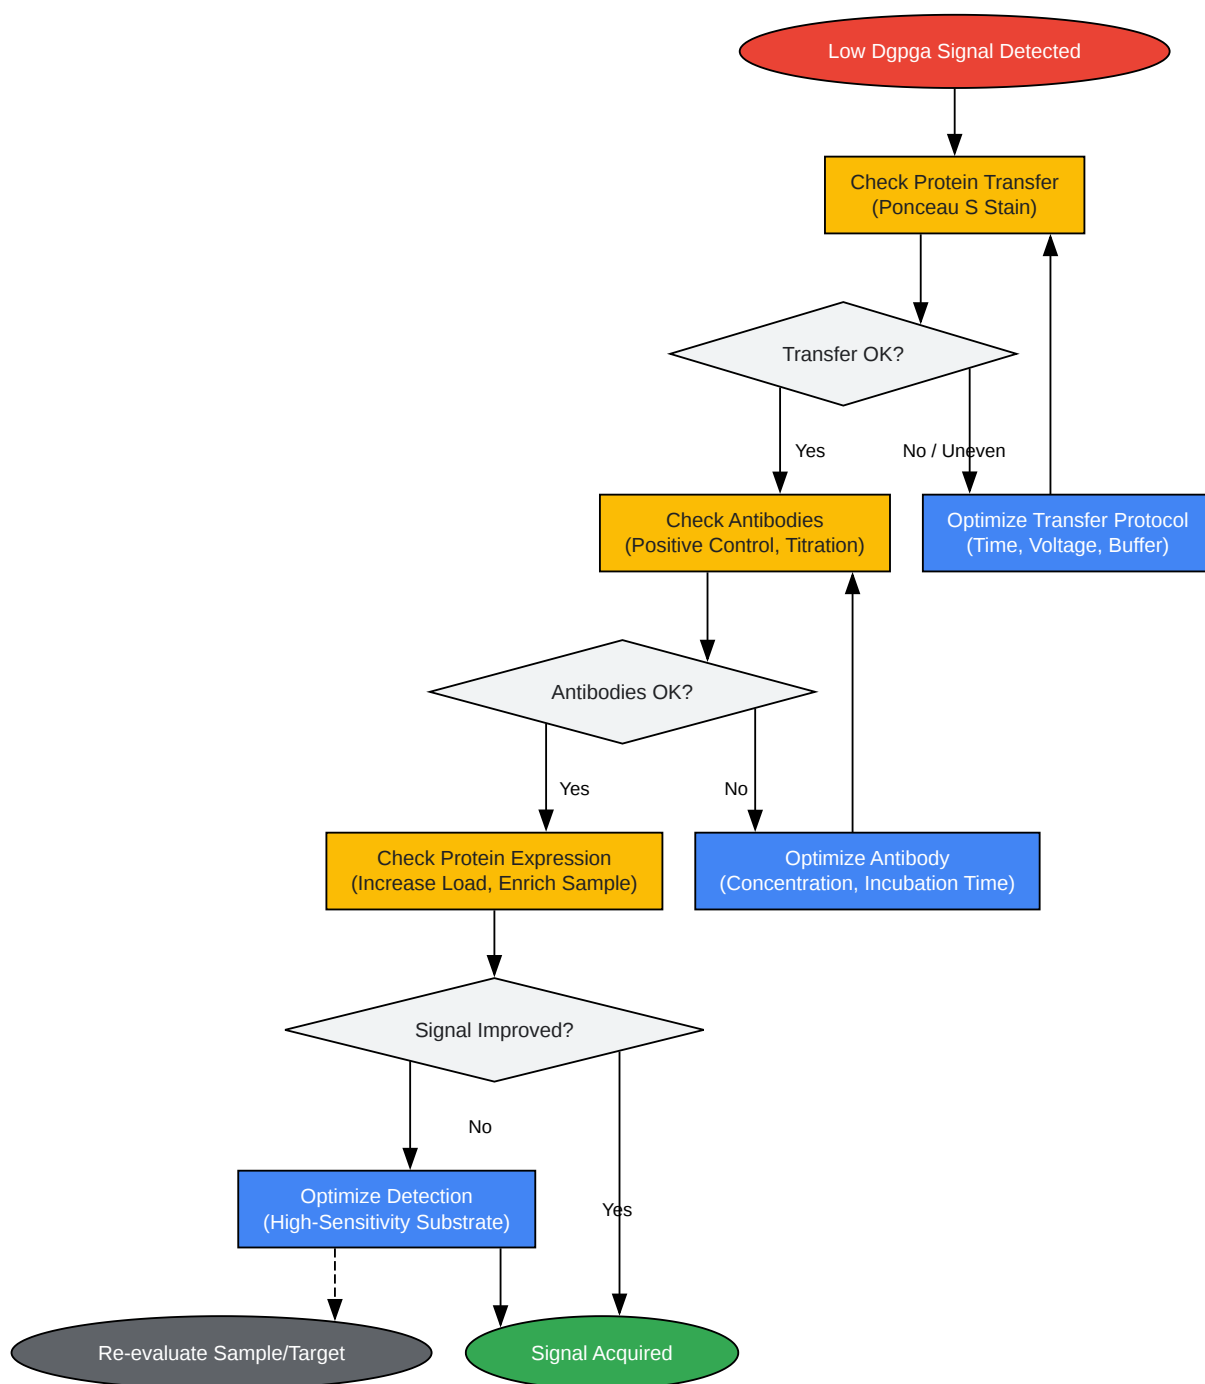 Low Dgpga Signal Detected
Check Protein Transfer
(Ponceau S Stain)
Transfer OK?
Yes
No / Uneven
Check Antibodies
(Positive Control, Titration)
Optimize Transfer Protocol
(Time, Voltage, Buffer)
Antibodies OK?
Yes
No
Check Protein Expression
(Increase Load, Enrich Sample)
Optimize Antibody
(Concentration, Incubation Time)
Signal Improved?
No
Optimize Detection
(High-Sensitivity Substrate)
Yes
Re-evaluate Sample/Target
Signal Acquired